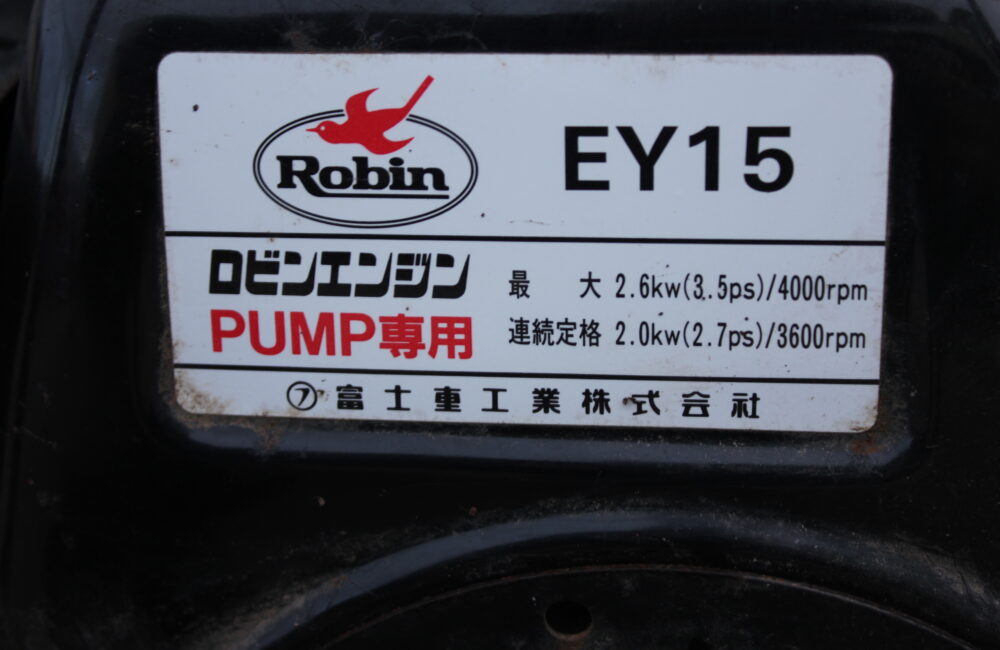 Robin
EY15
ロビンエンジン
PUMP専用
最 大 2.6kw(3.5ps)/4000rpm
連続定格 2.0kw(2.7ps)/3600rpm
㋫富士重工業株式会社